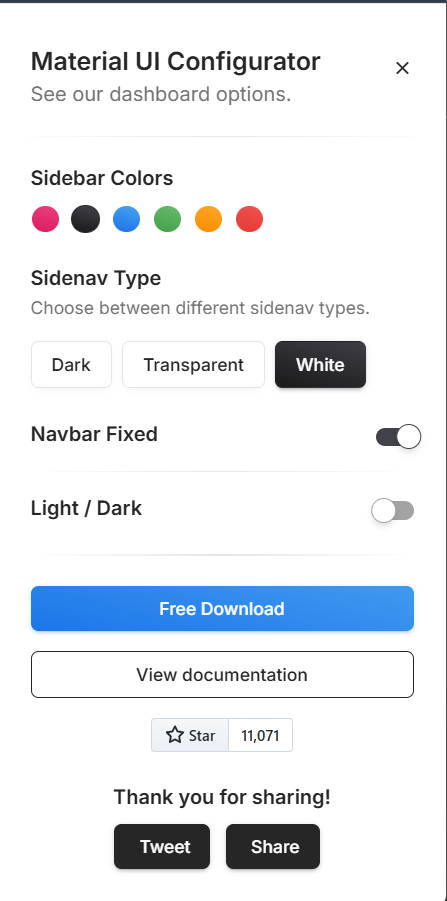 Material UI Configurator
See our dashboard options.
Sidebar Colors
Sidenav Type
Choose between different sidenav types.
Dark Transparent White
Navbar Fixed
Light / Dark
Free Download
View documentation
Star 11,071
Thank you for sharing!
Tweet Share